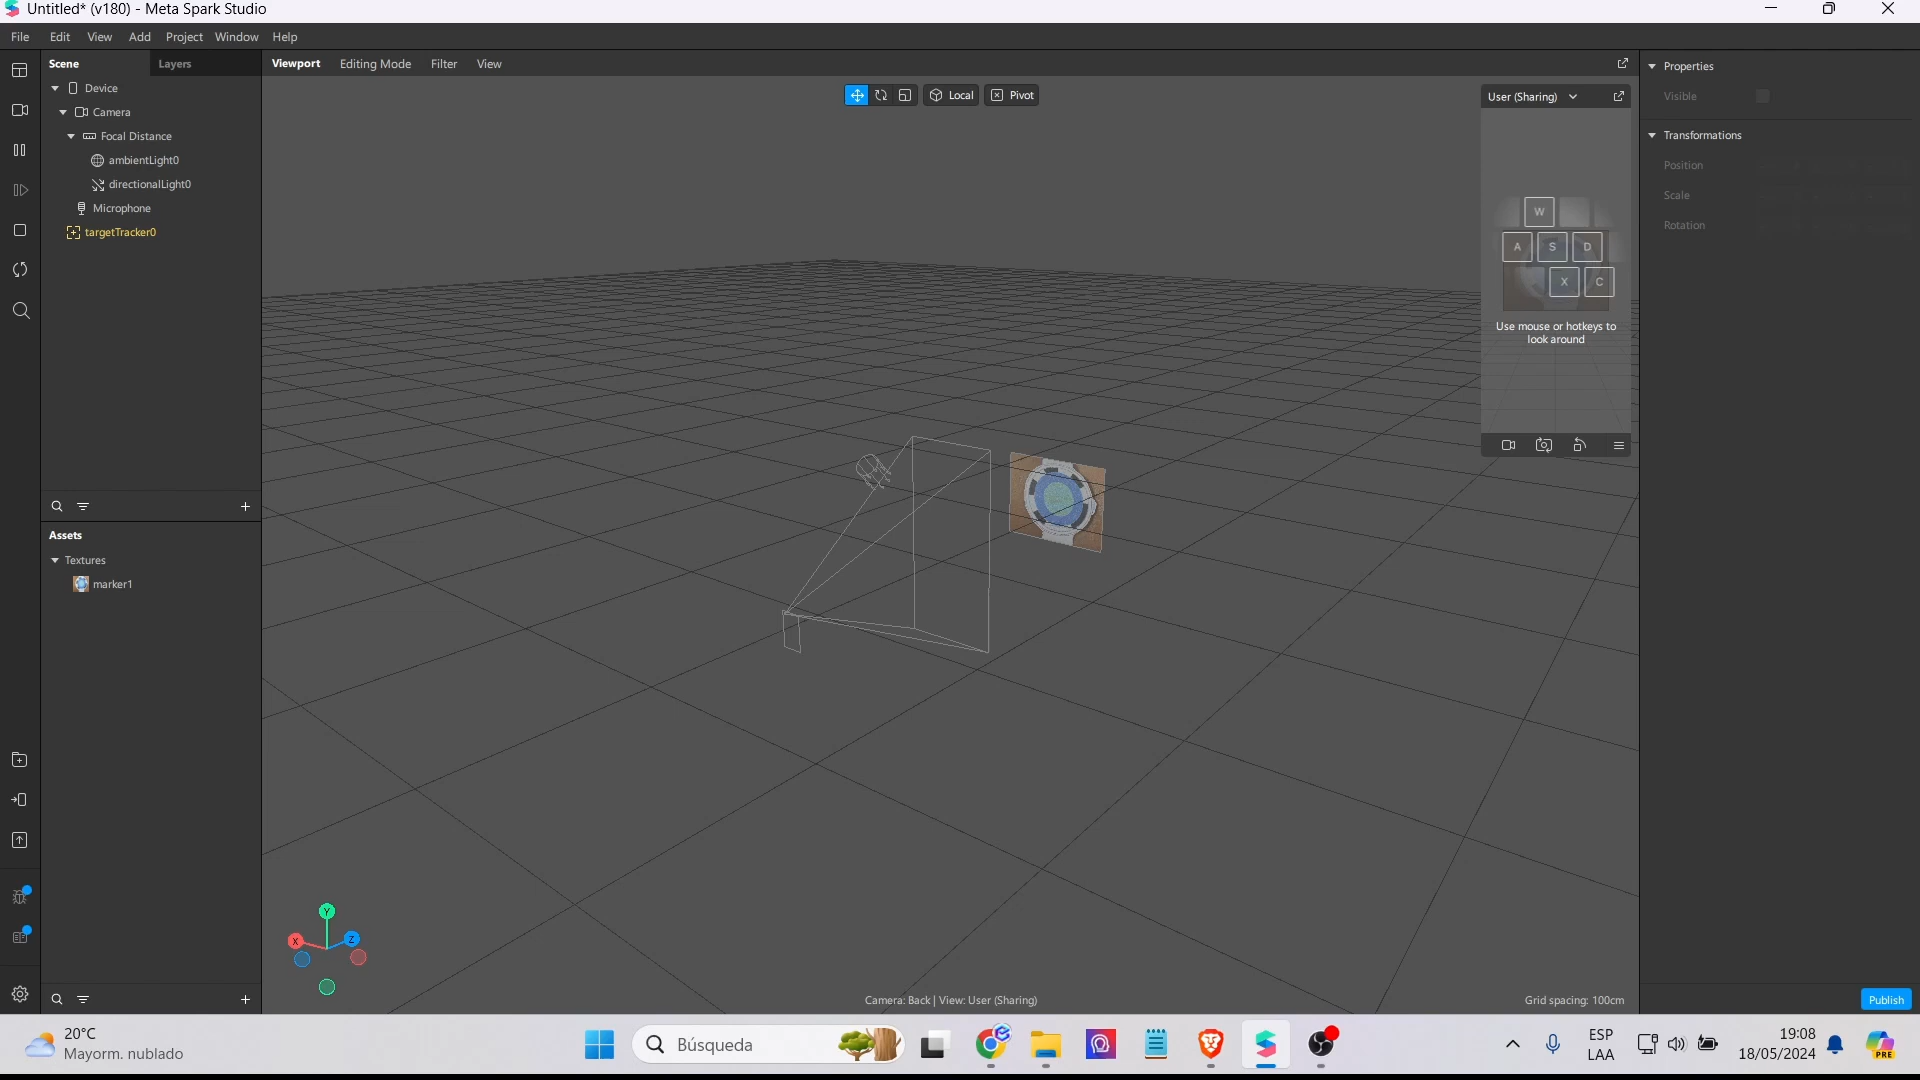 Untitled* (v180) - Meta Spark Studio
File Edit View Add Project Window Help
Scene Layers
Device
Camera
Focal Distance
ambientLight0
directionalLight0
Microphone
targetTracker0
Assets
Textures
marker1
Viewport Editing Mode Filter View
Local Pivot
User (Sharing)
W
A S D
X C
Use mouse or hotkeys to
look around
Properties
Visible
Transformations
Position
Scale
Rotation
Y
X Z
Camera: Back | View: User (Sharing)
Grid spacing: 100cm
Publish
20°C
Mayorm. nublado
Búsqueda
PRE
ESP
LAA
19:08
18/05/2024